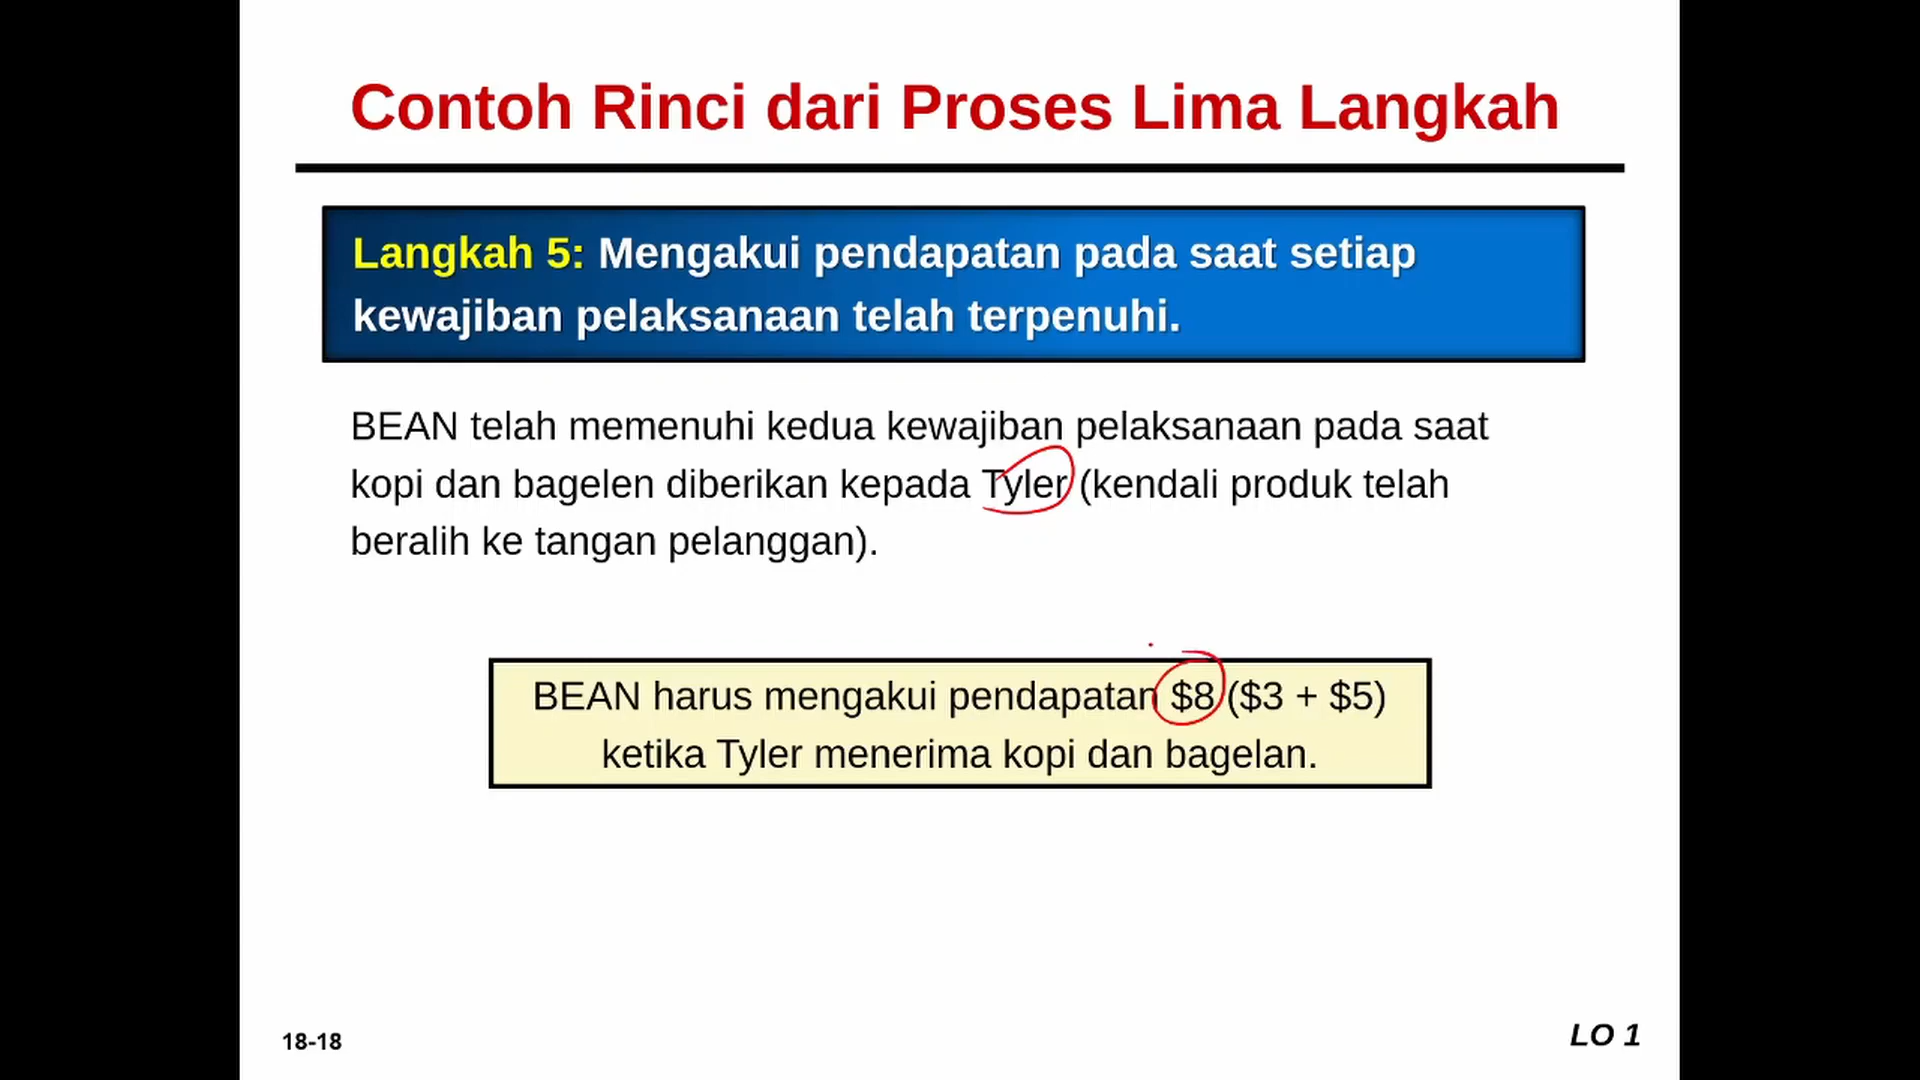 Contoh Rinci dari Proses Lima Langkah
Langkah 5: Mengakui pendapatan pada saat setiap
kewajiban pelaksanaan telah terpenuhi.
BEAN telah memenuhi kedua kewajiban pelaksanaan pada saat
kopi dan bagelen diberikan kepada Tyler (kendali produk telah
beralih ke tangan pelanggan).
BEAN harus mengakui pendapatan $8 ($3 + $5)
ketika Tyler menerima kopi dan bagelan.
18-18
LO 1